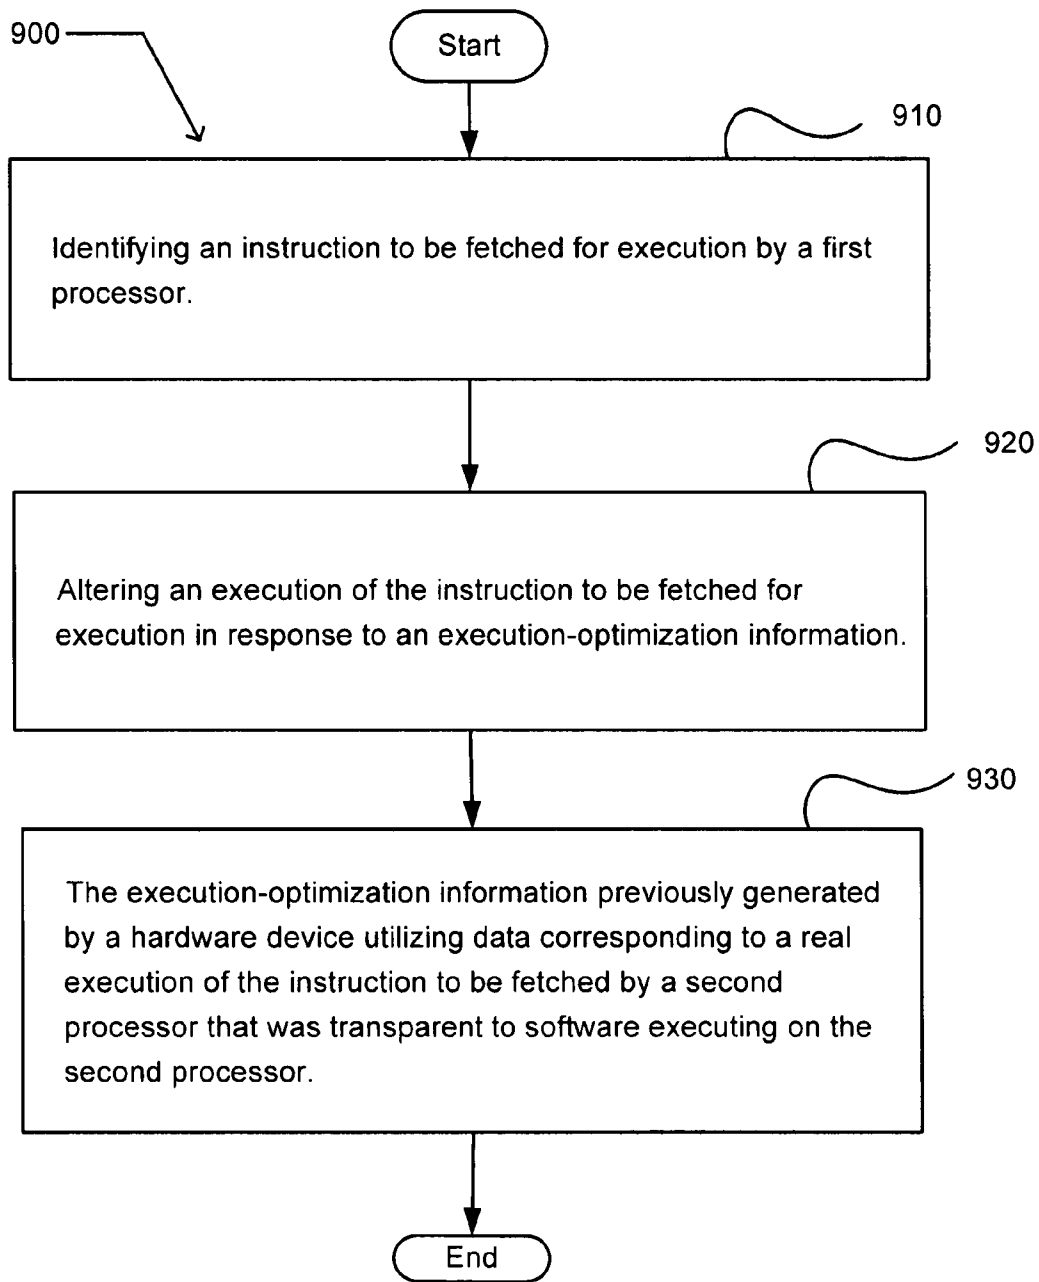 900
Start
910
Identifying an instruction to be fetched for execution by a first
processor.
920
Altering an execution of the instruction to be fetched for
execution in response to an execution-optimization information.
930
The execution-optimization information previously generated
by a hardware device utilizing data corresponding to a real
execution of the instruction to be fetched by a second
processor that was transparent to software executing on the
second processor.
End